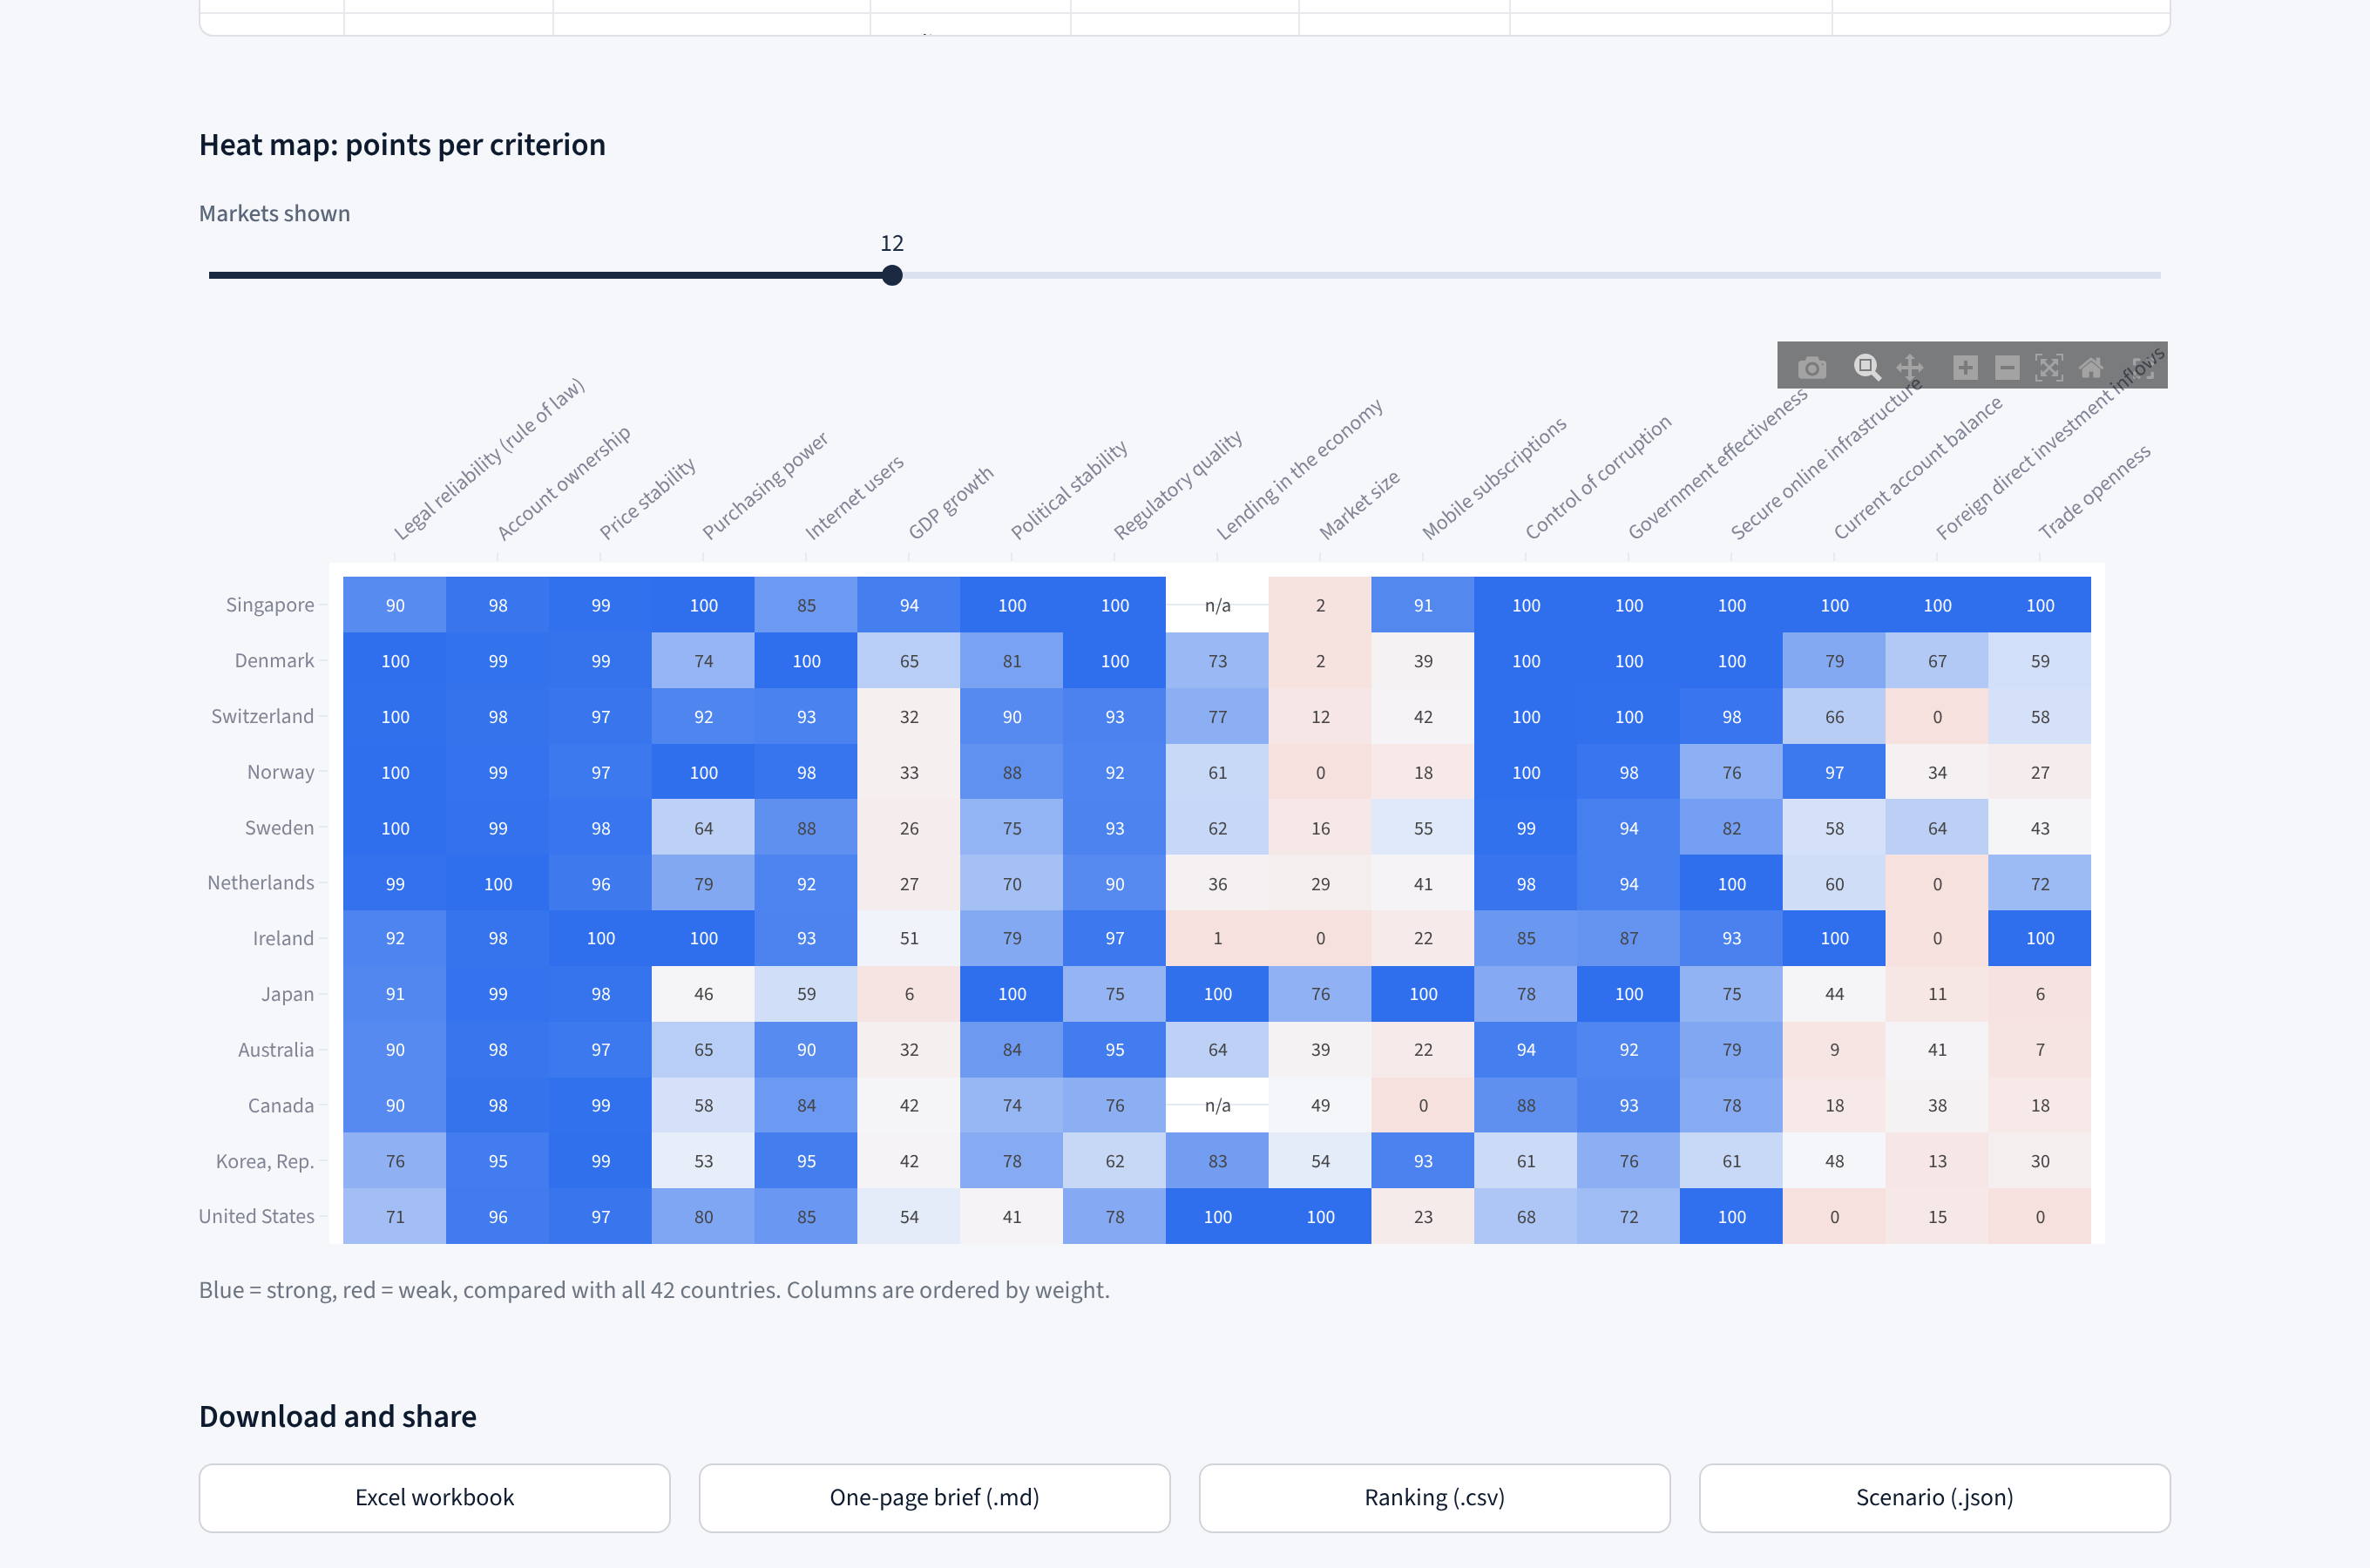 Heat map: points per criterion
Markets shown
12
Legal reliability (rule of law)
Account ownership
Price stability
Purchasing power
Internet users
GDP growth
Political stability
Regulatory quality
Lending in the economy
Market size
Mobile subscriptions
Control of corruption
Government effectiveness
Secure online infrastructure
Current account balance
Foreign direct investment inflows
Trade openness
Singapore 90 98 99 100 85 94 100 100 n/a 2 91 100 100 100 100 100 100
Denmark 100 99 99 74 100 65 81 100 73 2 39 100 100 100 79 67 59
Switzerland 100 98 97 92 93 32 90 93 77 12 42 100 100 98 66 0 58
Norway 100 99 97 100 98 33 88 92 61 0 18 100 98 76 97 34 27
Sweden 100 99 98 64 88 26 75 93 62 16 55 99 94 82 58 64 43
Netherlands 99 100 96 79 92 27 70 90 36 29 41 98 94 100 60 0 72
Ireland 92 98 100 100 93 51 79 97 1 0 22 85 87 93 100 0 100
Japan 91 99 98 46 59 6 100 75 100 76 100 78 100 75 44 11 6
Australia 90 98 97 65 90 32 84 95 64 39 22 94 92 79 9 41 7
Canada 90 98 99 58 84 42 74 76 n/a 49 0 88 93 78 18 38 18
Korea, Rep. 76 95 99 53 95 42 78 62 83 54 93 61 76 61 48 13 30
United States 71 96 97 80 85 54 41 78 100 100 23 68 72 100 0 15 0
Blue = strong, red = weak, compared with all 42 countries. Columns are ordered by weight.
Download and share
Excel workbook
One-page brief (.md)
Ranking (.csv)
Scenario (.json)